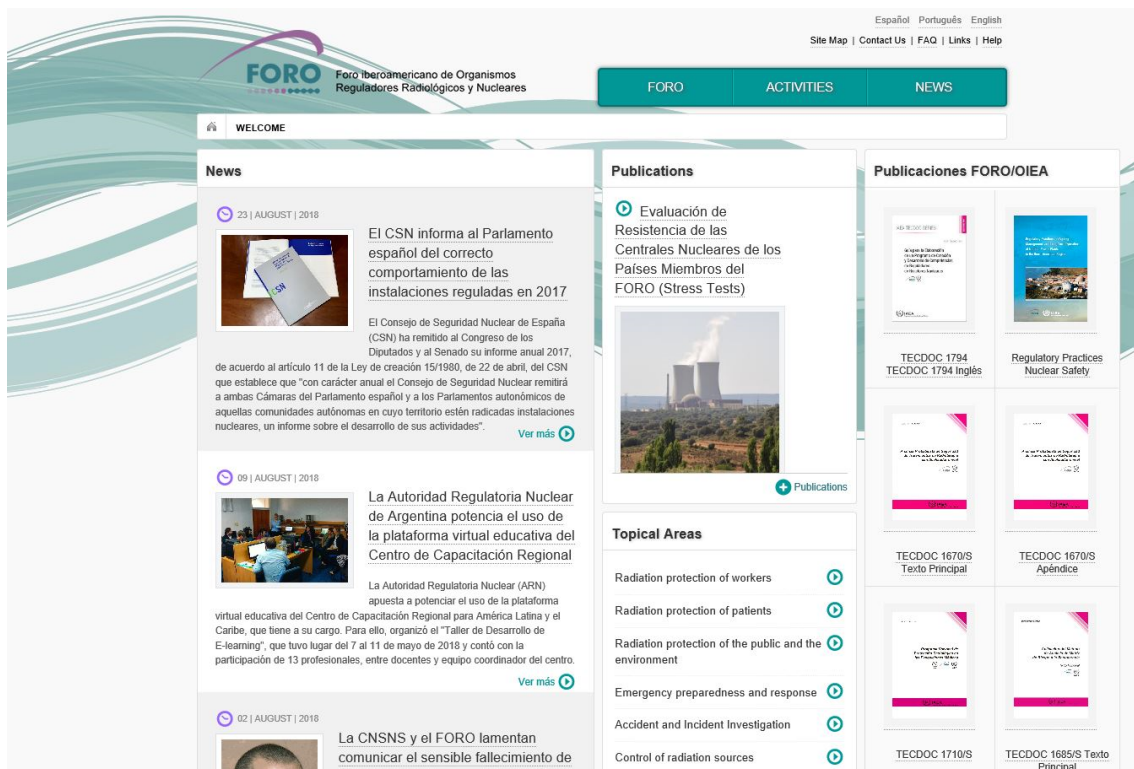 Español Português English
Site Map | Contact Us | FAQ | Links | Help
FORO
Foro iberoamericano de Organismos
Reguladores Radiológicos y Nucleares
FORO ACTIVITIES NEWS
WELCOME
News
23 | AUGUST | 2018
El CSN informa al Parlamento
español del correcto
comportamiento de las
instalaciones reguladas en 2017
CSN
El Consejo de Seguridad Nuclear de España
(CSN) ha remitido al Congreso de los
Diputados y al Senado su informe anual 2017,
de acuerdo al artículo 11 de la Ley de creación 15/1980, de 22 de abril, del CSN
que establece que "con carácter anual el Consejo de Seguridad Nuclear remitirá
a ambas Cámaras del Parlamento español y a los Parlamentos autonómicos de
aquellas comunidades autónomas en cuyo territorio estén radicadas instalaciones
nucleares, un informe sobre el desarrollo de sus actividades".
Ver más
09 | AUGUST | 2018
La Autoridad Regulatoria Nuclear
de Argentina potencia el uso de
la plataforma virtual educativa del
Centro de Capacitación Regional
La Autoridad Regulatoria Nuclear (ARN)
apuesta a potenciar el uso de la plataforma
virtual educativa del Centro de Capacitación Regional para América Latina y el
Caribe, que tiene a su cargo. Para ello, organizó el "Taller de Desarrollo de
E-learning", que tuvo lugar del 7 al 11 de mayo de 2018 y contó con la
participación de 13 profesionales, entre docentes y equipo coordinador del centro.
Ver más
02 | AUGUST | 2018
La CNSNS y el FORO lamentan
comunicar el sensible fallecimiento de
Publications
Evaluación de
Resistencia de las
Centrales Nucleares de los
Países Miembros del
FORO (Stress Tests)
Publications
Topical Areas
Radiation protection of workers
Radiation protection of patients
Radiation protection of the public and the
environment
Emergency preparedness and response
Accident and Incident Investigation
Control of radiation sources
Publicaciones FORO/OIEA
TECDOC 1794
TECDOC 1794 Inglés
Regulatory Practices
Nuclear Safety
TECDOC 1670/S
Texto Principal
TECDOC 1670/S
Apéndice
TECDOC 1710/S
TECDOC 1685/S Texto
Principal